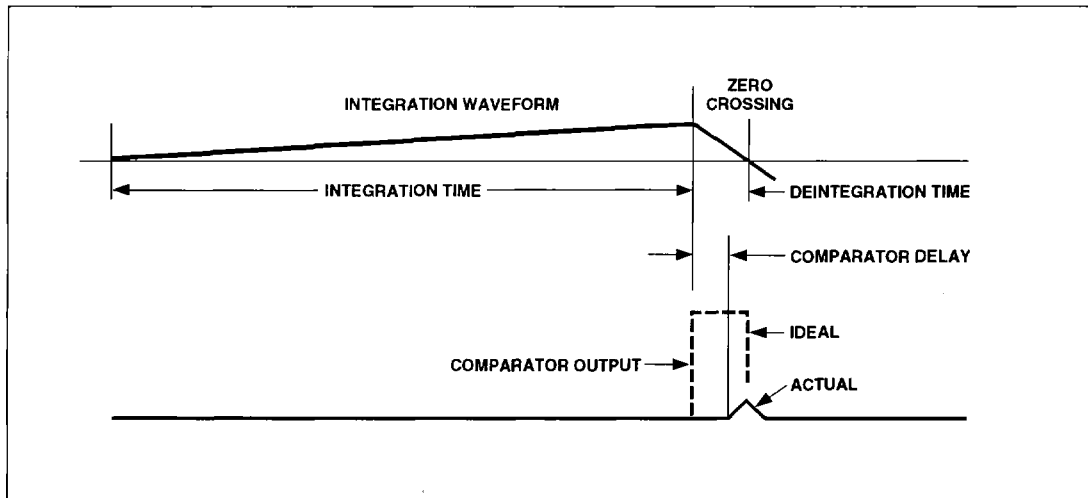 ZERO
CROSSING
INTEGRATION WAVEFORM
INTEGRATION TIME
DEINTEGRATION TIME
COMPARATOR DELAY
IDEAL
COMPARATOR OUTPUT
ACTUAL